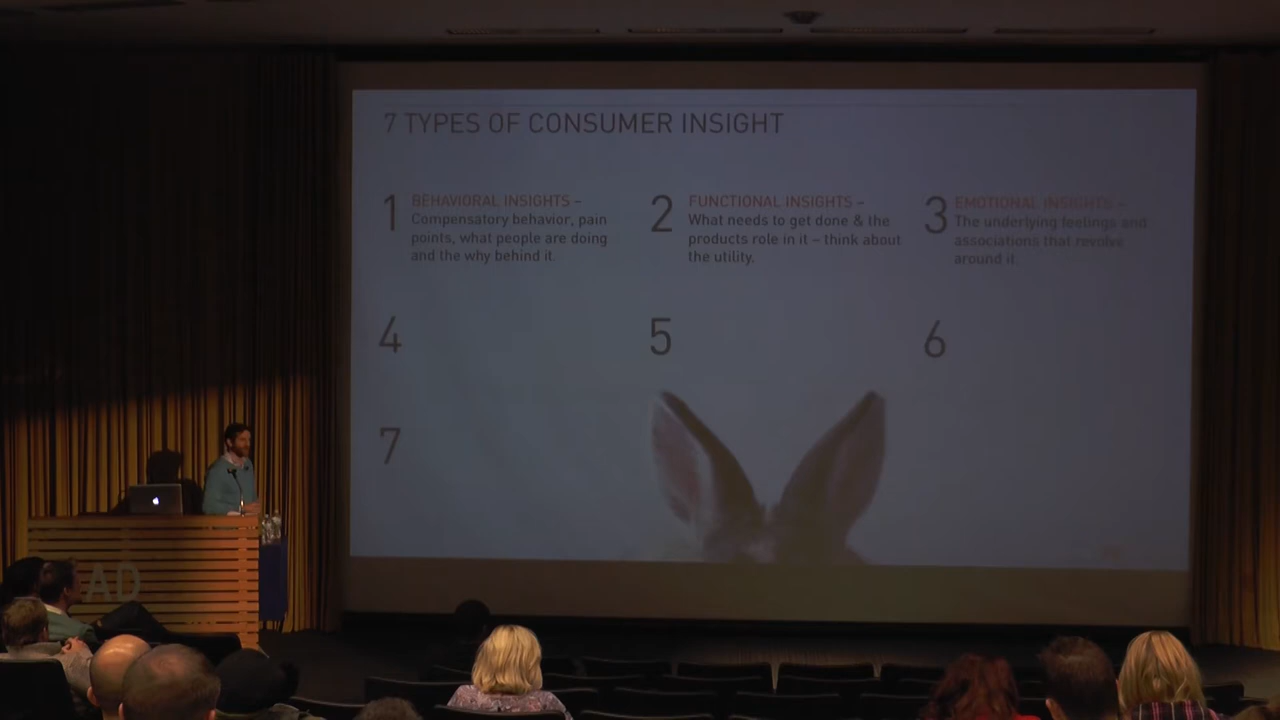 7 TYPES OF CONSUMER INSIGHT
1
BEHAVIORAL INSIGHTS –
Compensatory behavior, pain
points, what people are doing
and the why behind it.
2
FUNCTIONAL INSIGHTS –
What needs to get done & the
products role in it – think about
the utility.
3
EMOTIONAL INSIGHTS –
The underlying feelings and
associations that revolve
around it.
4
5
6
7
AD